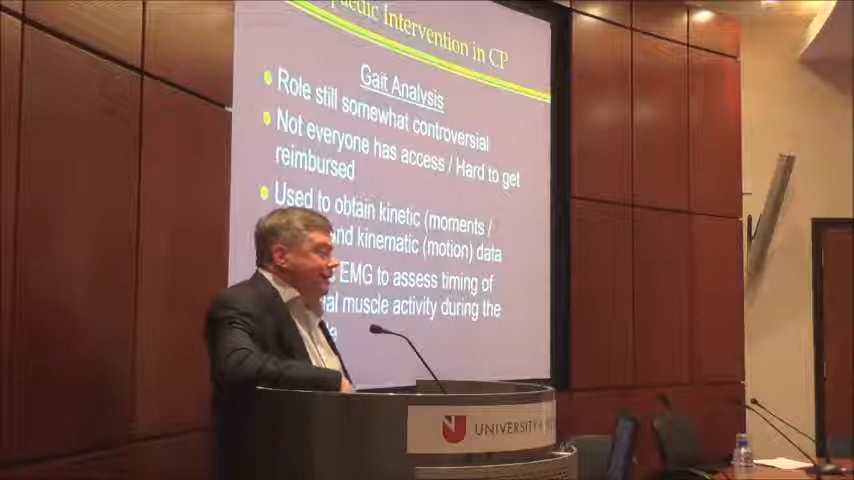 Intervention in CP
Gait Analysis
Role still somewhat controversial
Not everyone has access / Hard to get
reimbursed
Used to obtain kinetic (moments /
and kinematic (motion) data
EMG to assess timing of
muscle activity during the
N
UNIVERSITY